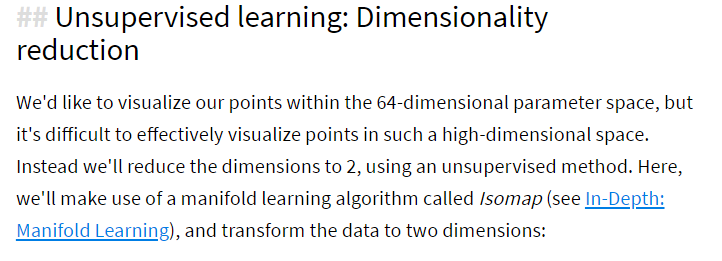 ## Unsupervised learning: Dimensionality
reduction
We'd like to visualize our points within the 64-dimensional parameter space, but
it's difficult to effectively visualize points in such a high-dimensional space.
Instead we'll reduce the dimensions to 2, using an unsupervised method. Here,
we'll make use of a manifold learning algorithm called Isomap (see In-Depth:
Manifold Learning), and transform the data to two dimensions: